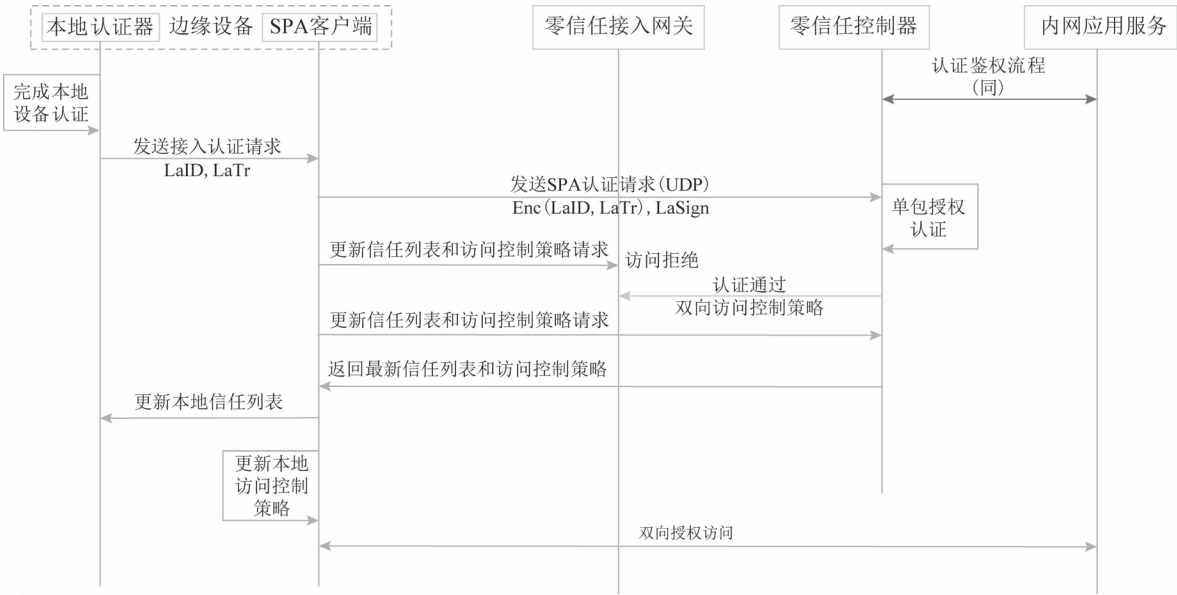 本地认证器 边缘设备 SPA客户端 零信任接入网关 零信任控制器 内网应用服务
认证鉴权流程
(同)
完成本地
设备认证
发送接入认证请求
LaID, LaTr
发送SPA认证请求(UDP)
Enc(LaID, LaTr), LaSign
单包授权
认证
更新信任列表和访问控制策略请求
访问拒绝
认证通过
双向访问控制策略
更新信任列表和访问控制策略请求
返回最新信任列表和访问控制策略
更新本地信任列表
更新本地
访问控制
策略
双向授权访问